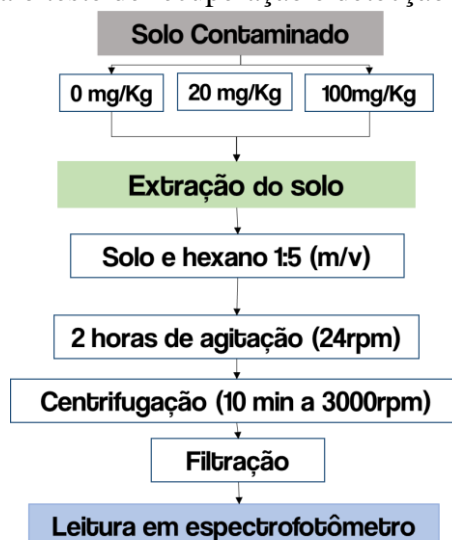 Solo Contaminado
0 mg/Kg 20 mg/Kg 100mg/Kg
Extração do solo
Solo e hexano 1:5 (m/v)
2 horas de agitação (24rpm)
Centrifugação (10 min a 3000rpm)
Filtração
Leitura em espectrofotômetro